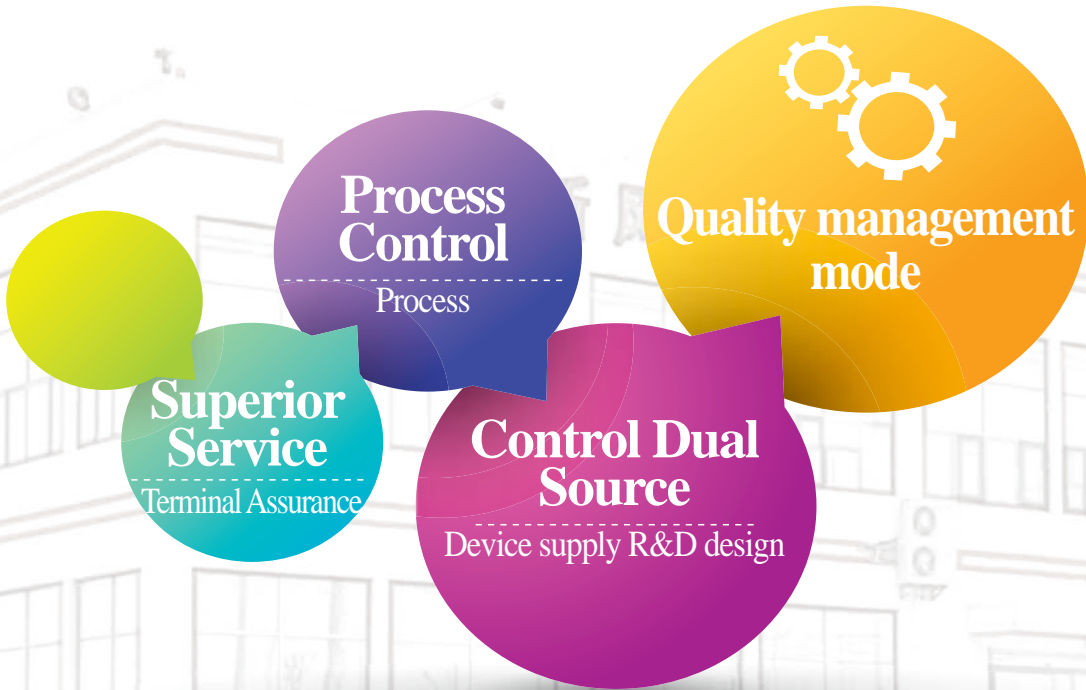 Quality management
mode
Process
Control
Process
Superior
Service
Terminal Assurance
Control Dual
Source
Device supply R&D design